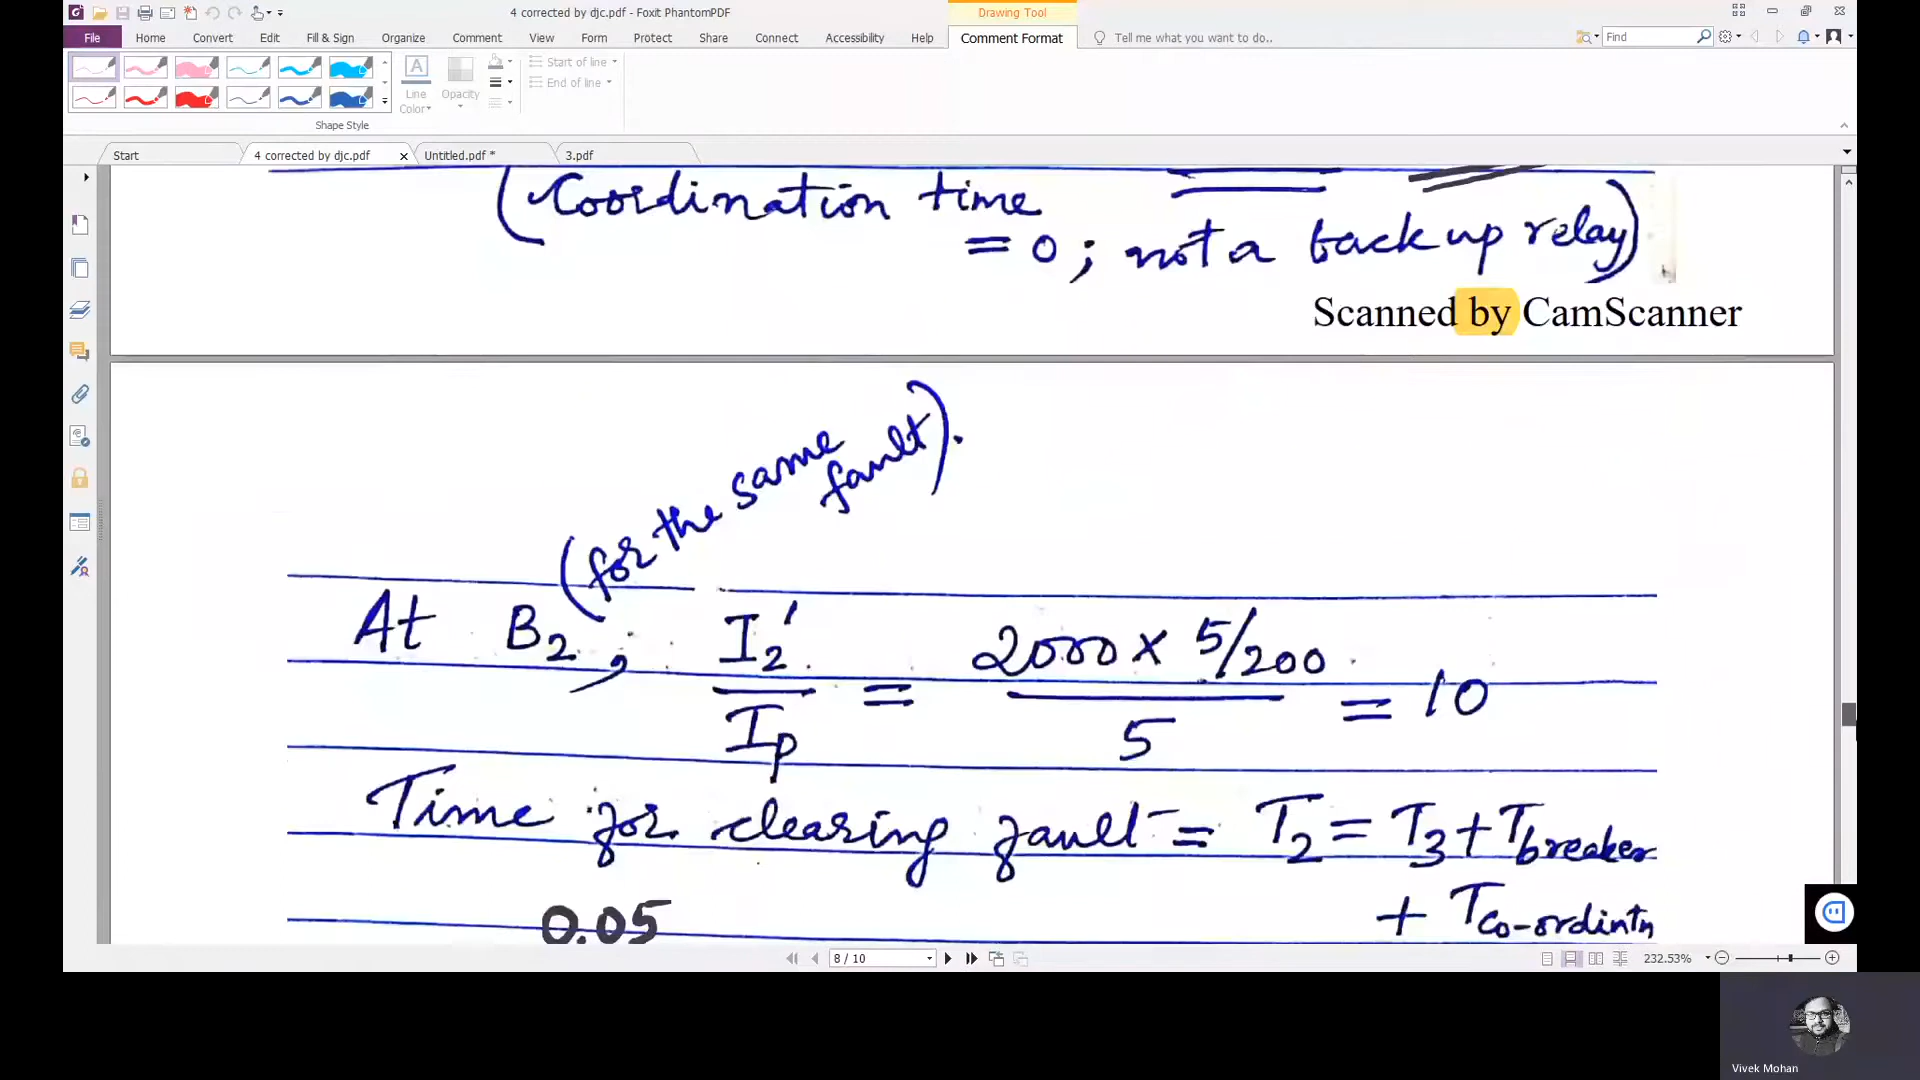 4 corrected by djc.pdf - Foxit PhantomPDF
Drawing Tool
File Home Convert Edit Fill & Sign Organize Comment View Form Protect Share Connect Accessibility Help Comment Format Tell me what you want to do.. Find
Start of line
End of line
Line Color
Opacity
Shape Style
Start
4 corrected by djc.pdf
Untitled.pdf *
3.pdf
(Coordination time
= 0 ; not a back up relay)
Scanned by CamScanner
(for the same
fault).
At B2, I2' / Ip = 2000 × 5/200 / 5 = 10
Time for clearing fault = T2 = T3 + Tbreaker
+ Tco-ordintn
0.05
8 / 10
232.53%
Vivek Mohan